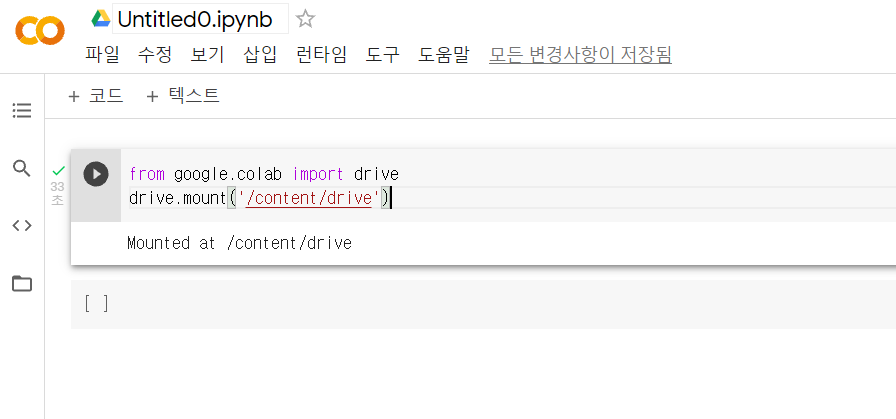 Untitled0.ipynb
파일 수정 보기 삽입 런타임 도구 도움말 모든 변경사항이 저장됨
+ 코드 + 텍스트
from google.colab import drive
33
초
drive.mount('/content/drive')
Mounted at /content/drive
[ ]